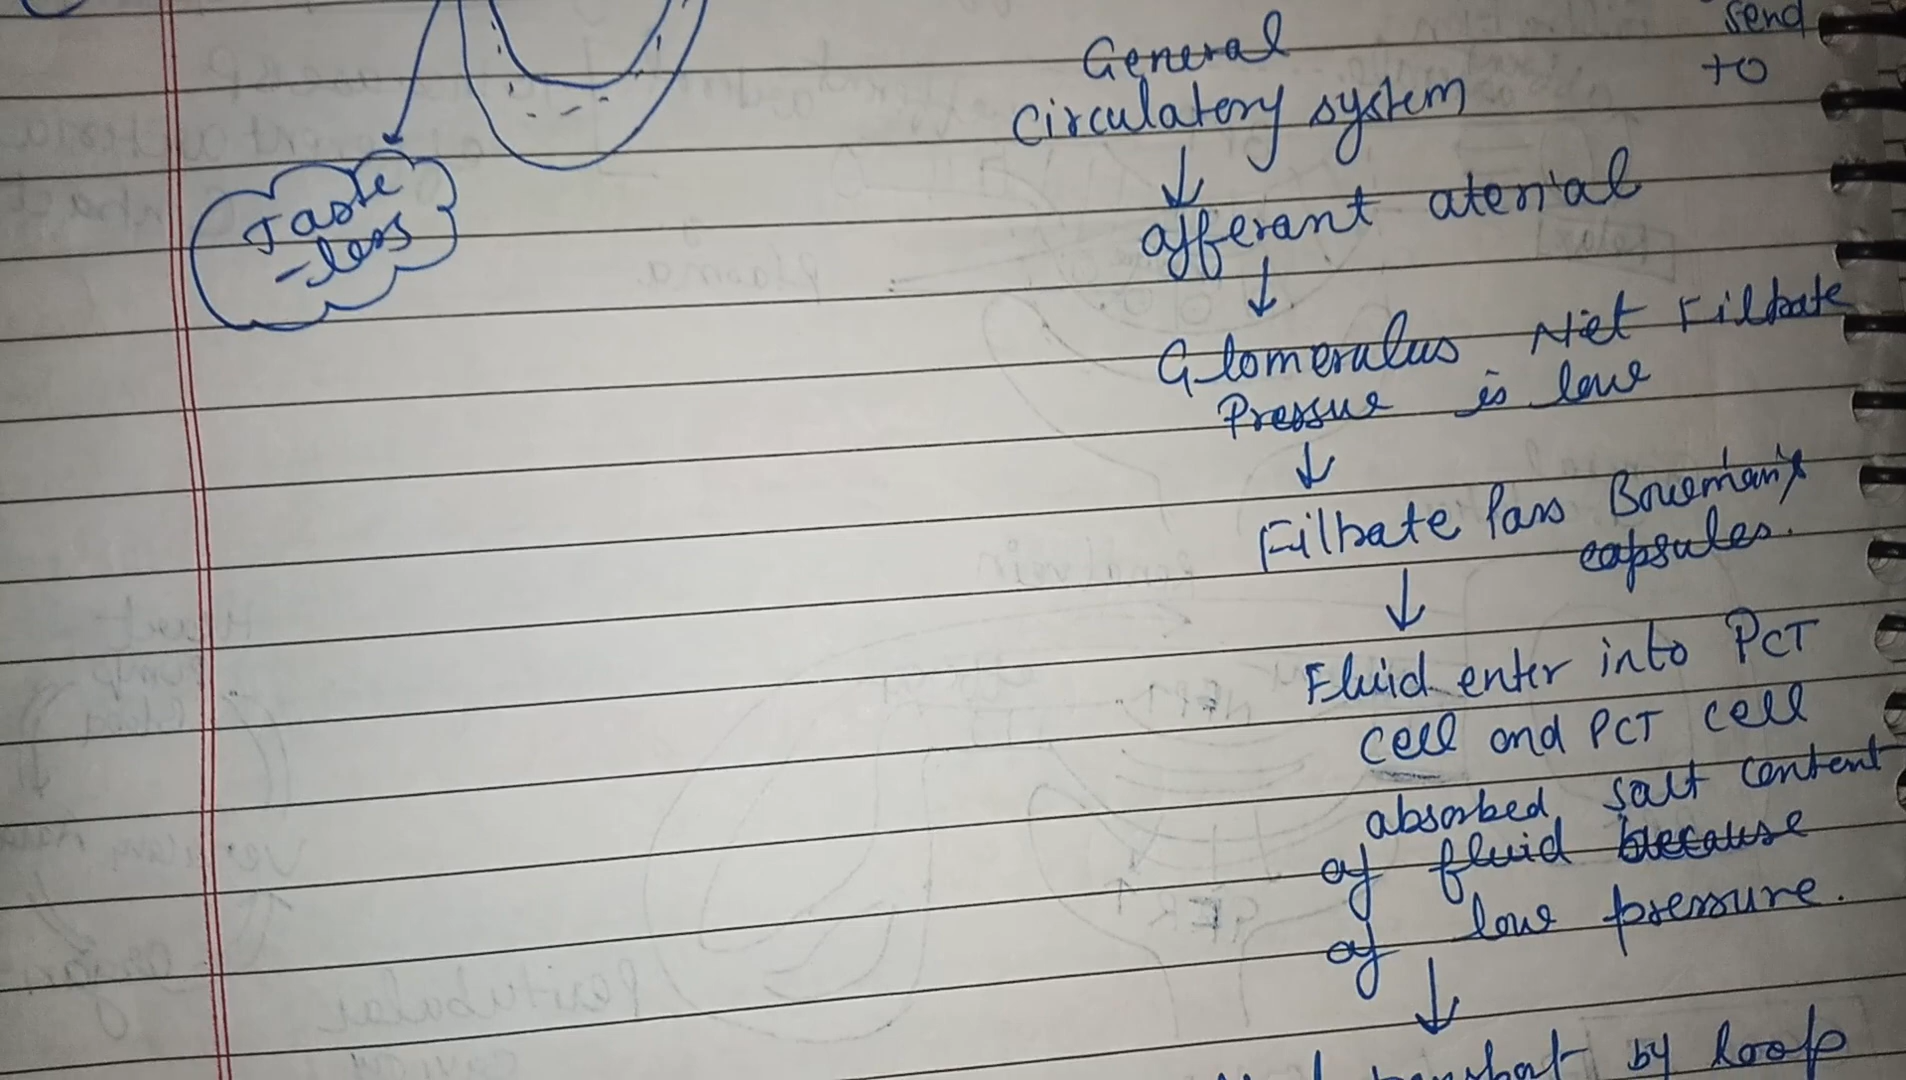 send
to
General
circulatory system
↓
afferant aterial
↓
Glomeralus Net Filtrate
Pressue is low
↓
Filtrate Pass Bowman's
capsules.
↓
Fluid enter into PCT
cell and PCT cell
absorbed salt content
of fluid because
of low pressure.
↓
by loop
Taste
-less